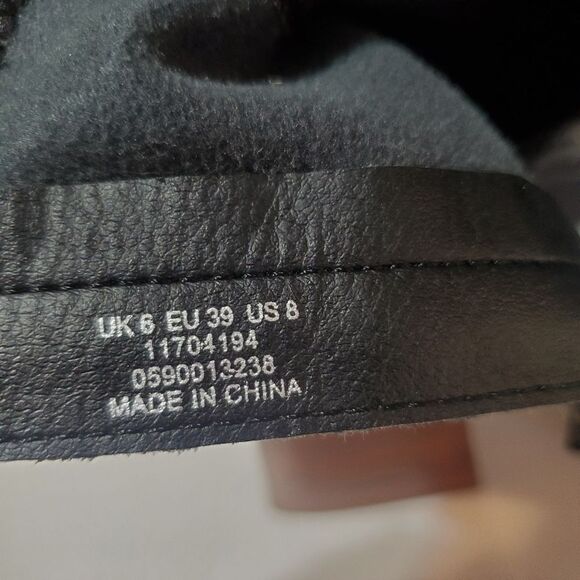 UK 6 EU 39 US 8
11704194
0590013238
MADE IN CHINA